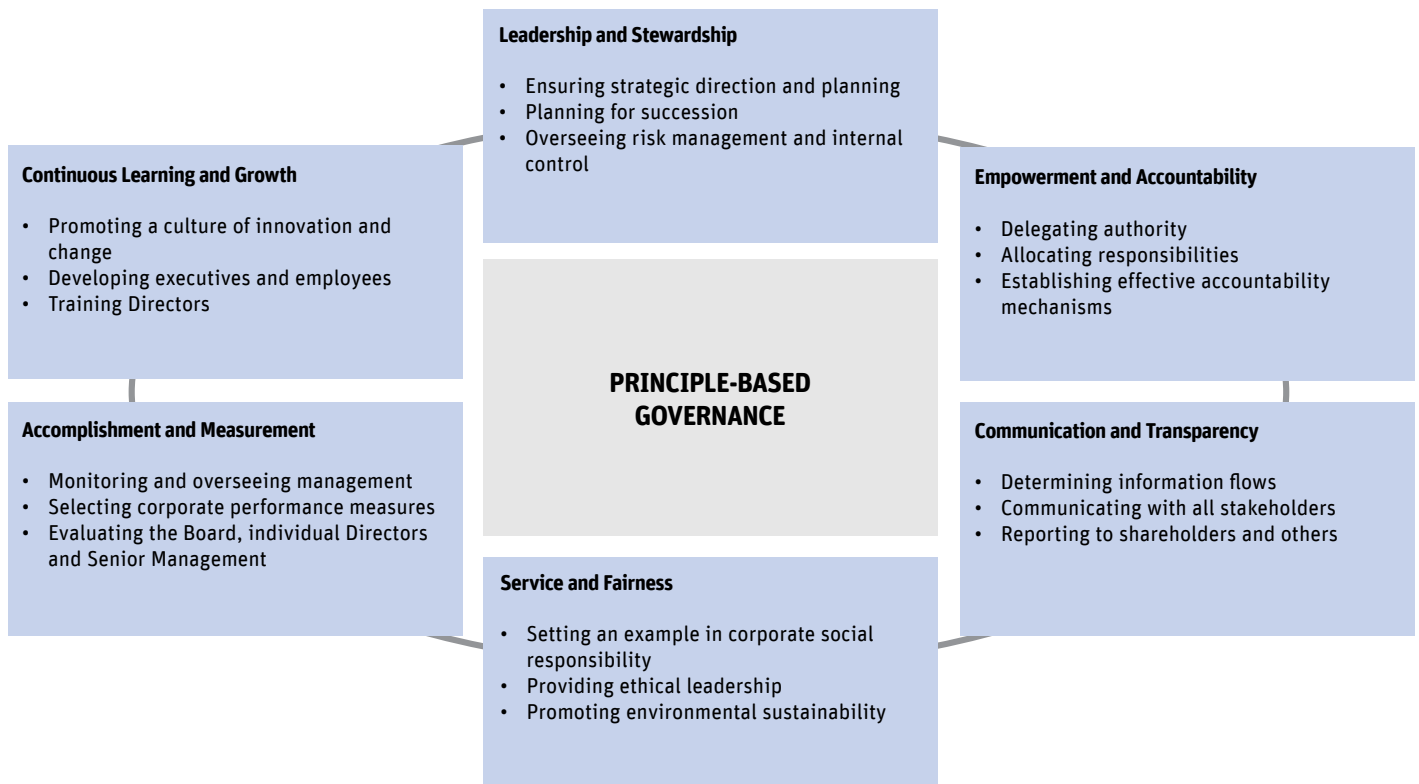 Leadership and Stewardship
• Ensuring strategic direction and planning
• Planning for succession
• Overseeing risk management and internal
control
Continuous Learning and Growth
• Promoting a culture of innovation and
change
• Developing executives and employees
• Training Directors
Empowerment and Accountability
• Delegating authority
• Allocating responsibilities
• Establishing effective accountability
mechanisms
PRINCIPLE-BASED
GOVERNANCE
Accomplishment and Measurement
• Monitoring and overseeing management
• Selecting corporate performance measures
• Evaluating the Board, individual Directors
and Senior Management
Communication and Transparency
• Determining information flows
• Communicating with all stakeholders
• Reporting to shareholders and others
Service and Fairness
• Setting an example in corporate social
responsibility
• Providing ethical leadership
• Promoting environmental sustainability